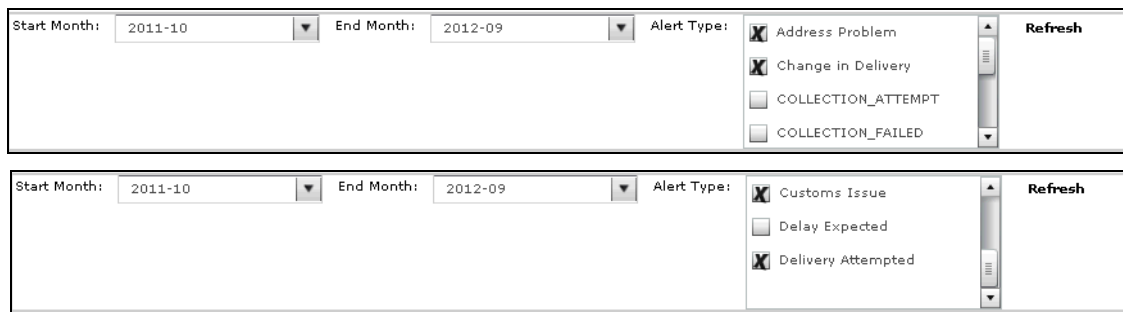 Start Month: 2011-10 End Month: 2012-09 Alert Type: Address Problem Refresh
Change in Delivery
COLLECTION_ATTEMPT
COLLECTION_FAILED
Start Month: 2011-10 End Month: 2012-09 Alert Type: Customs Issue Refresh
Delay Expected
Delivery Attempted